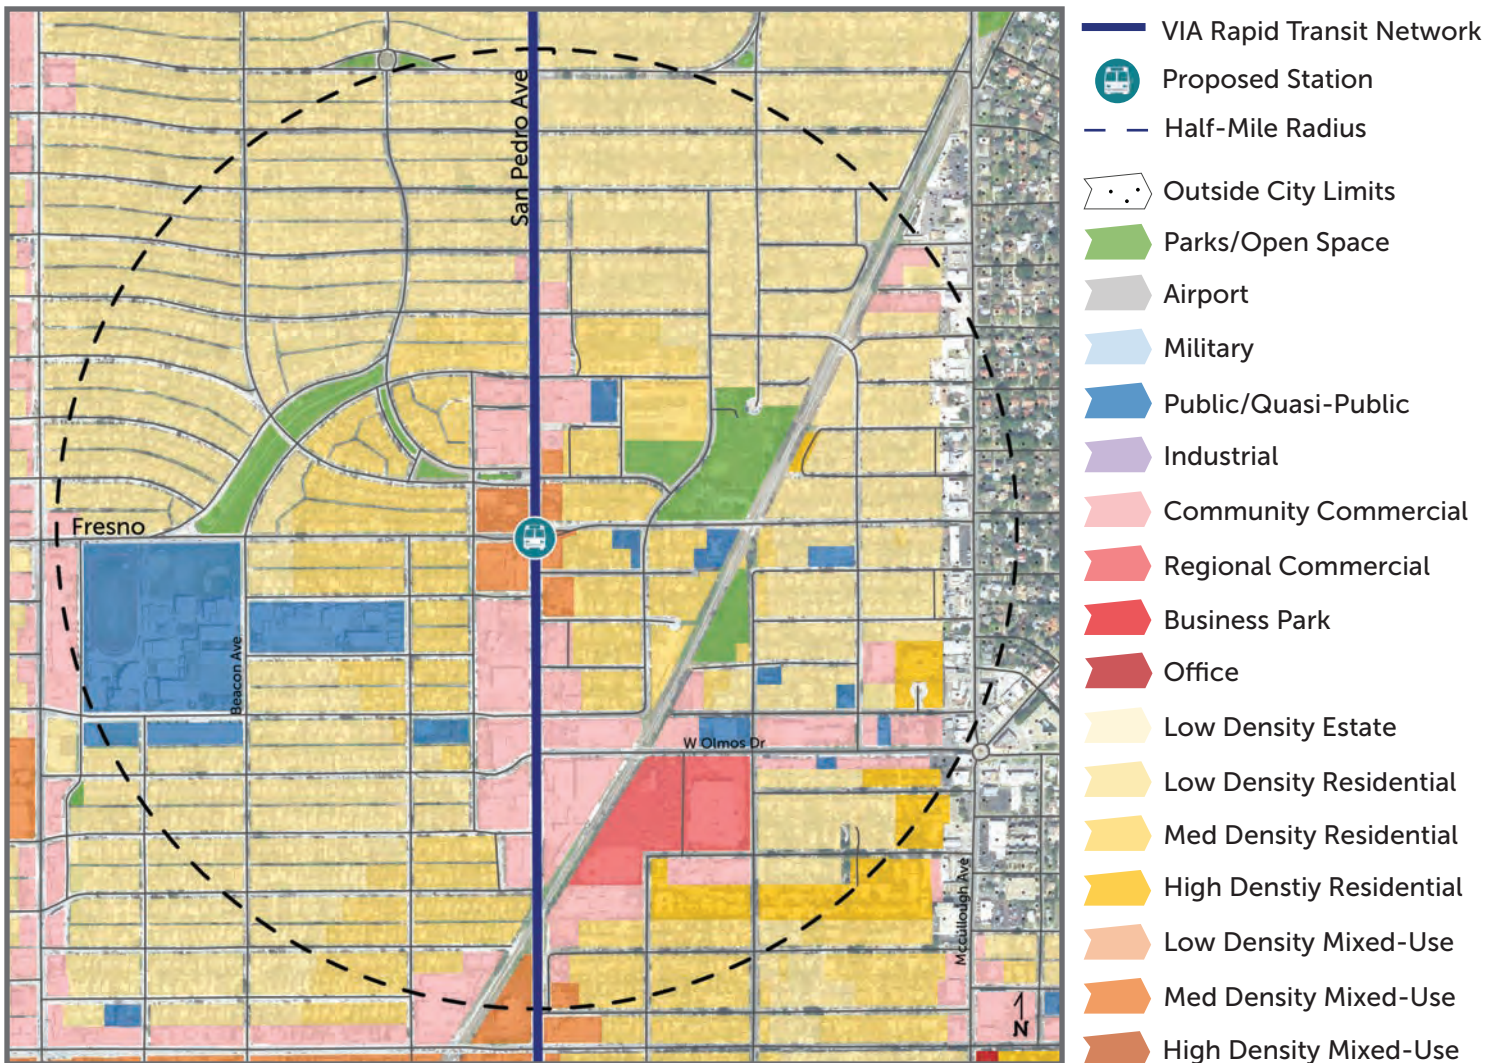 San Pedro Ave
Fresno
Beacon Ave
W Olmos Dr
Mccullough Ave
N
VIA Rapid Transit Network
Proposed Station
Half-Mile Radius
Outside City Limits
Parks/Open Space
Airport
Military
Public/Quasi-Public
Industrial
Community Commercial
Regional Commercial
Business Park
Office
Low Density Estate
Low Density Residential
Med Density Residential
High Denstiy Residential
Low Density Mixed-Use
Med Density Mixed-Use
High Density Mixed-Use